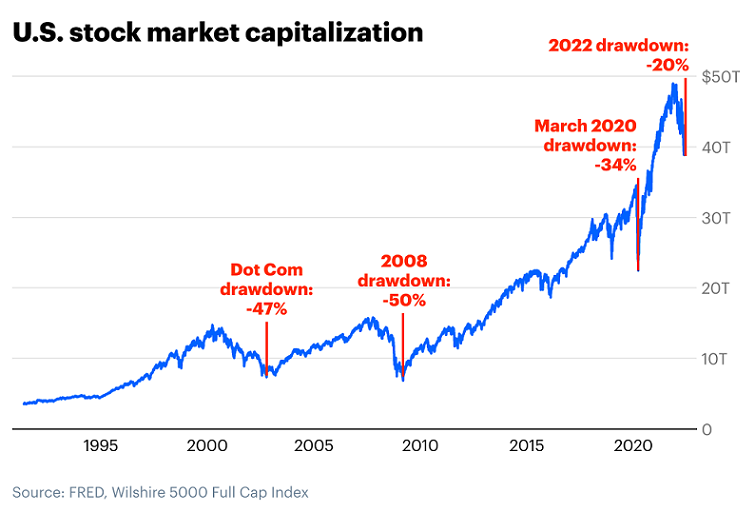 U.S. stock market capitalization
2022 drawdown:
-20%
$50T
March 2020
drawdown:
-34%
40T
30T
Dot Com
drawdown:
-47%
2008
drawdown:
-50%
20T
10T
0
1995 2000 2005 2010 2015 2020
Source: FRED, Wilshire 5000 Full Cap Index